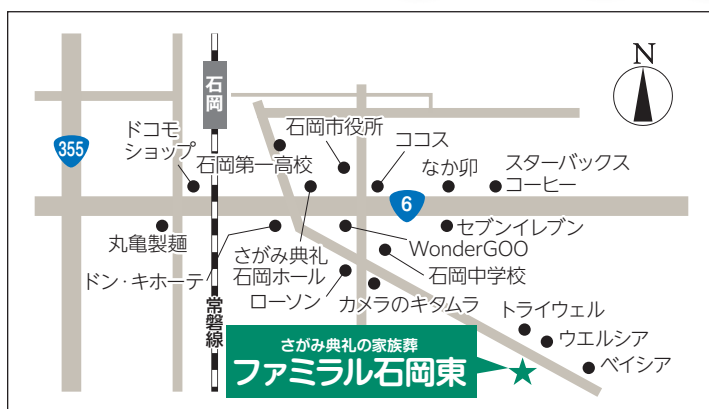 N
石岡
355
ドコモ
ショップ
石岡市役所
石岡第一高校
ココス
なか卯
スターバックス
コーヒー
6
丸亀製麺
ドン・キホーテ
さがみ典礼
石岡ホール
セブンイレブン
WonderGOO
石岡中学校
ローソン
カメラのキタムラ
常磐線
トライウェル
ウエルシア
ベイシア
さがみ典礼の家族葬
ファミラル石岡東